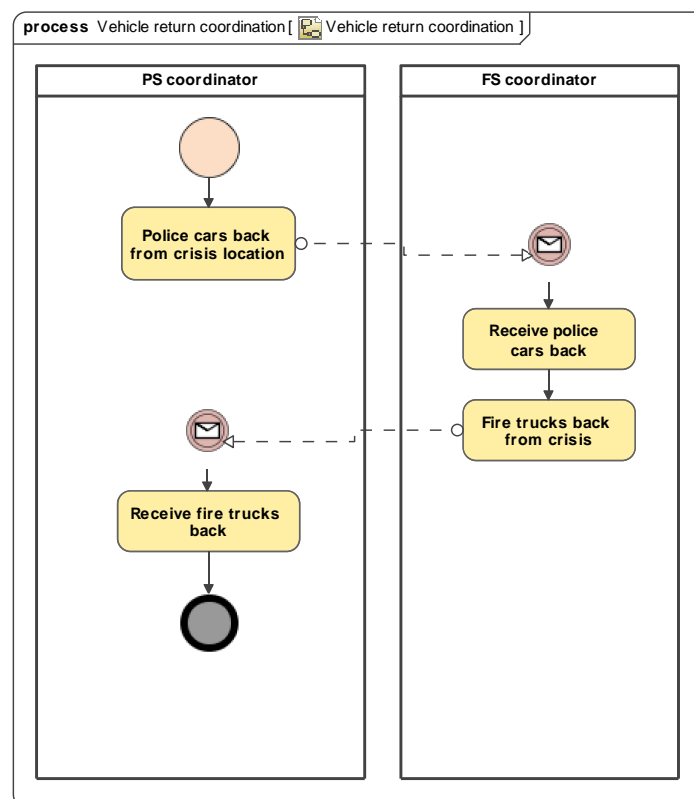 process Vehicle return coordination [ Vehicle return coordination ]
PS coordinator
FS coordinator
Police cars back
from crisis location
Receive police
cars back
Fire trucks back
from crisis
Receive fire trucks
back